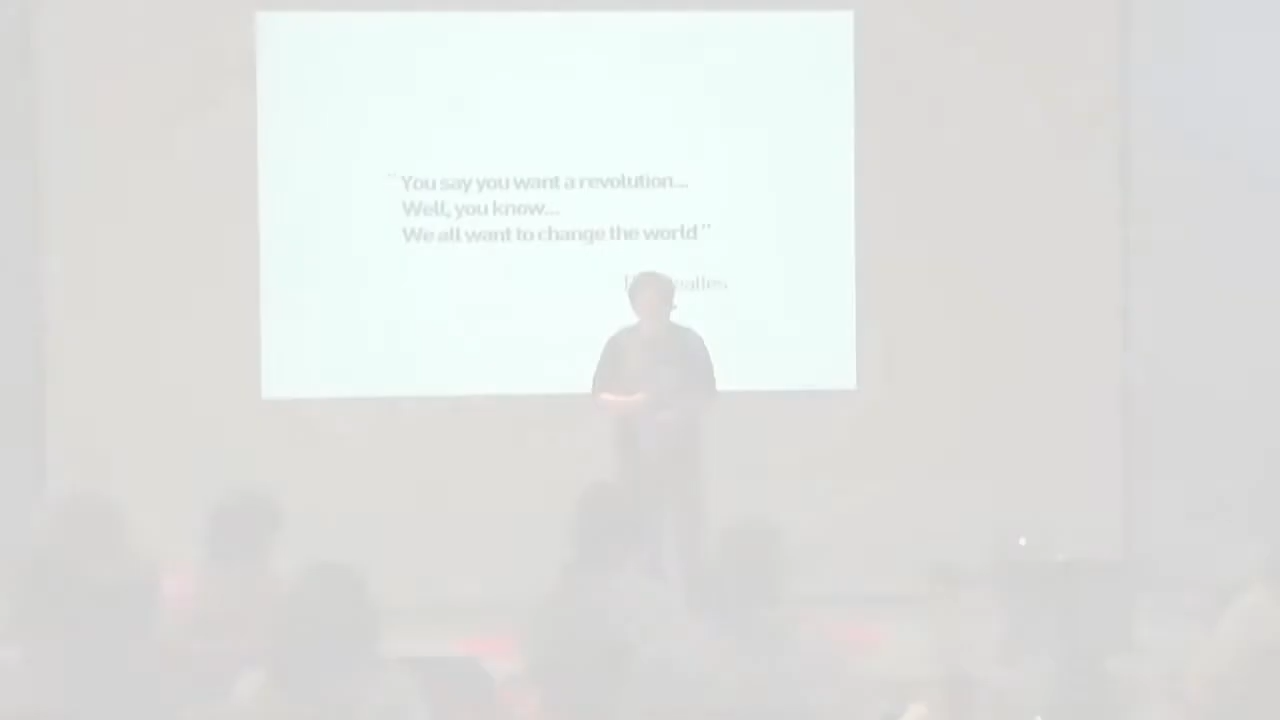 "You say you want a revolution...
Well, you know...
We all want to change the world"